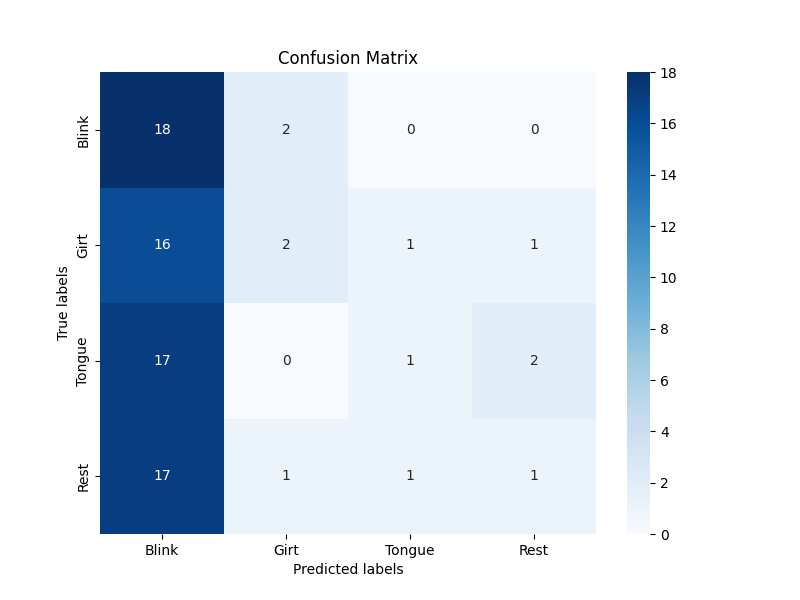 Confusion Matrix
Blink 18 2 0 0
Girt 16 2 1 1
Tongue 17 0 1 2
Rest 17 1 1 1
Blink Girt Tongue Rest
Predicted labels
True labels
18
16
14
12
10
8
6
4
2
0